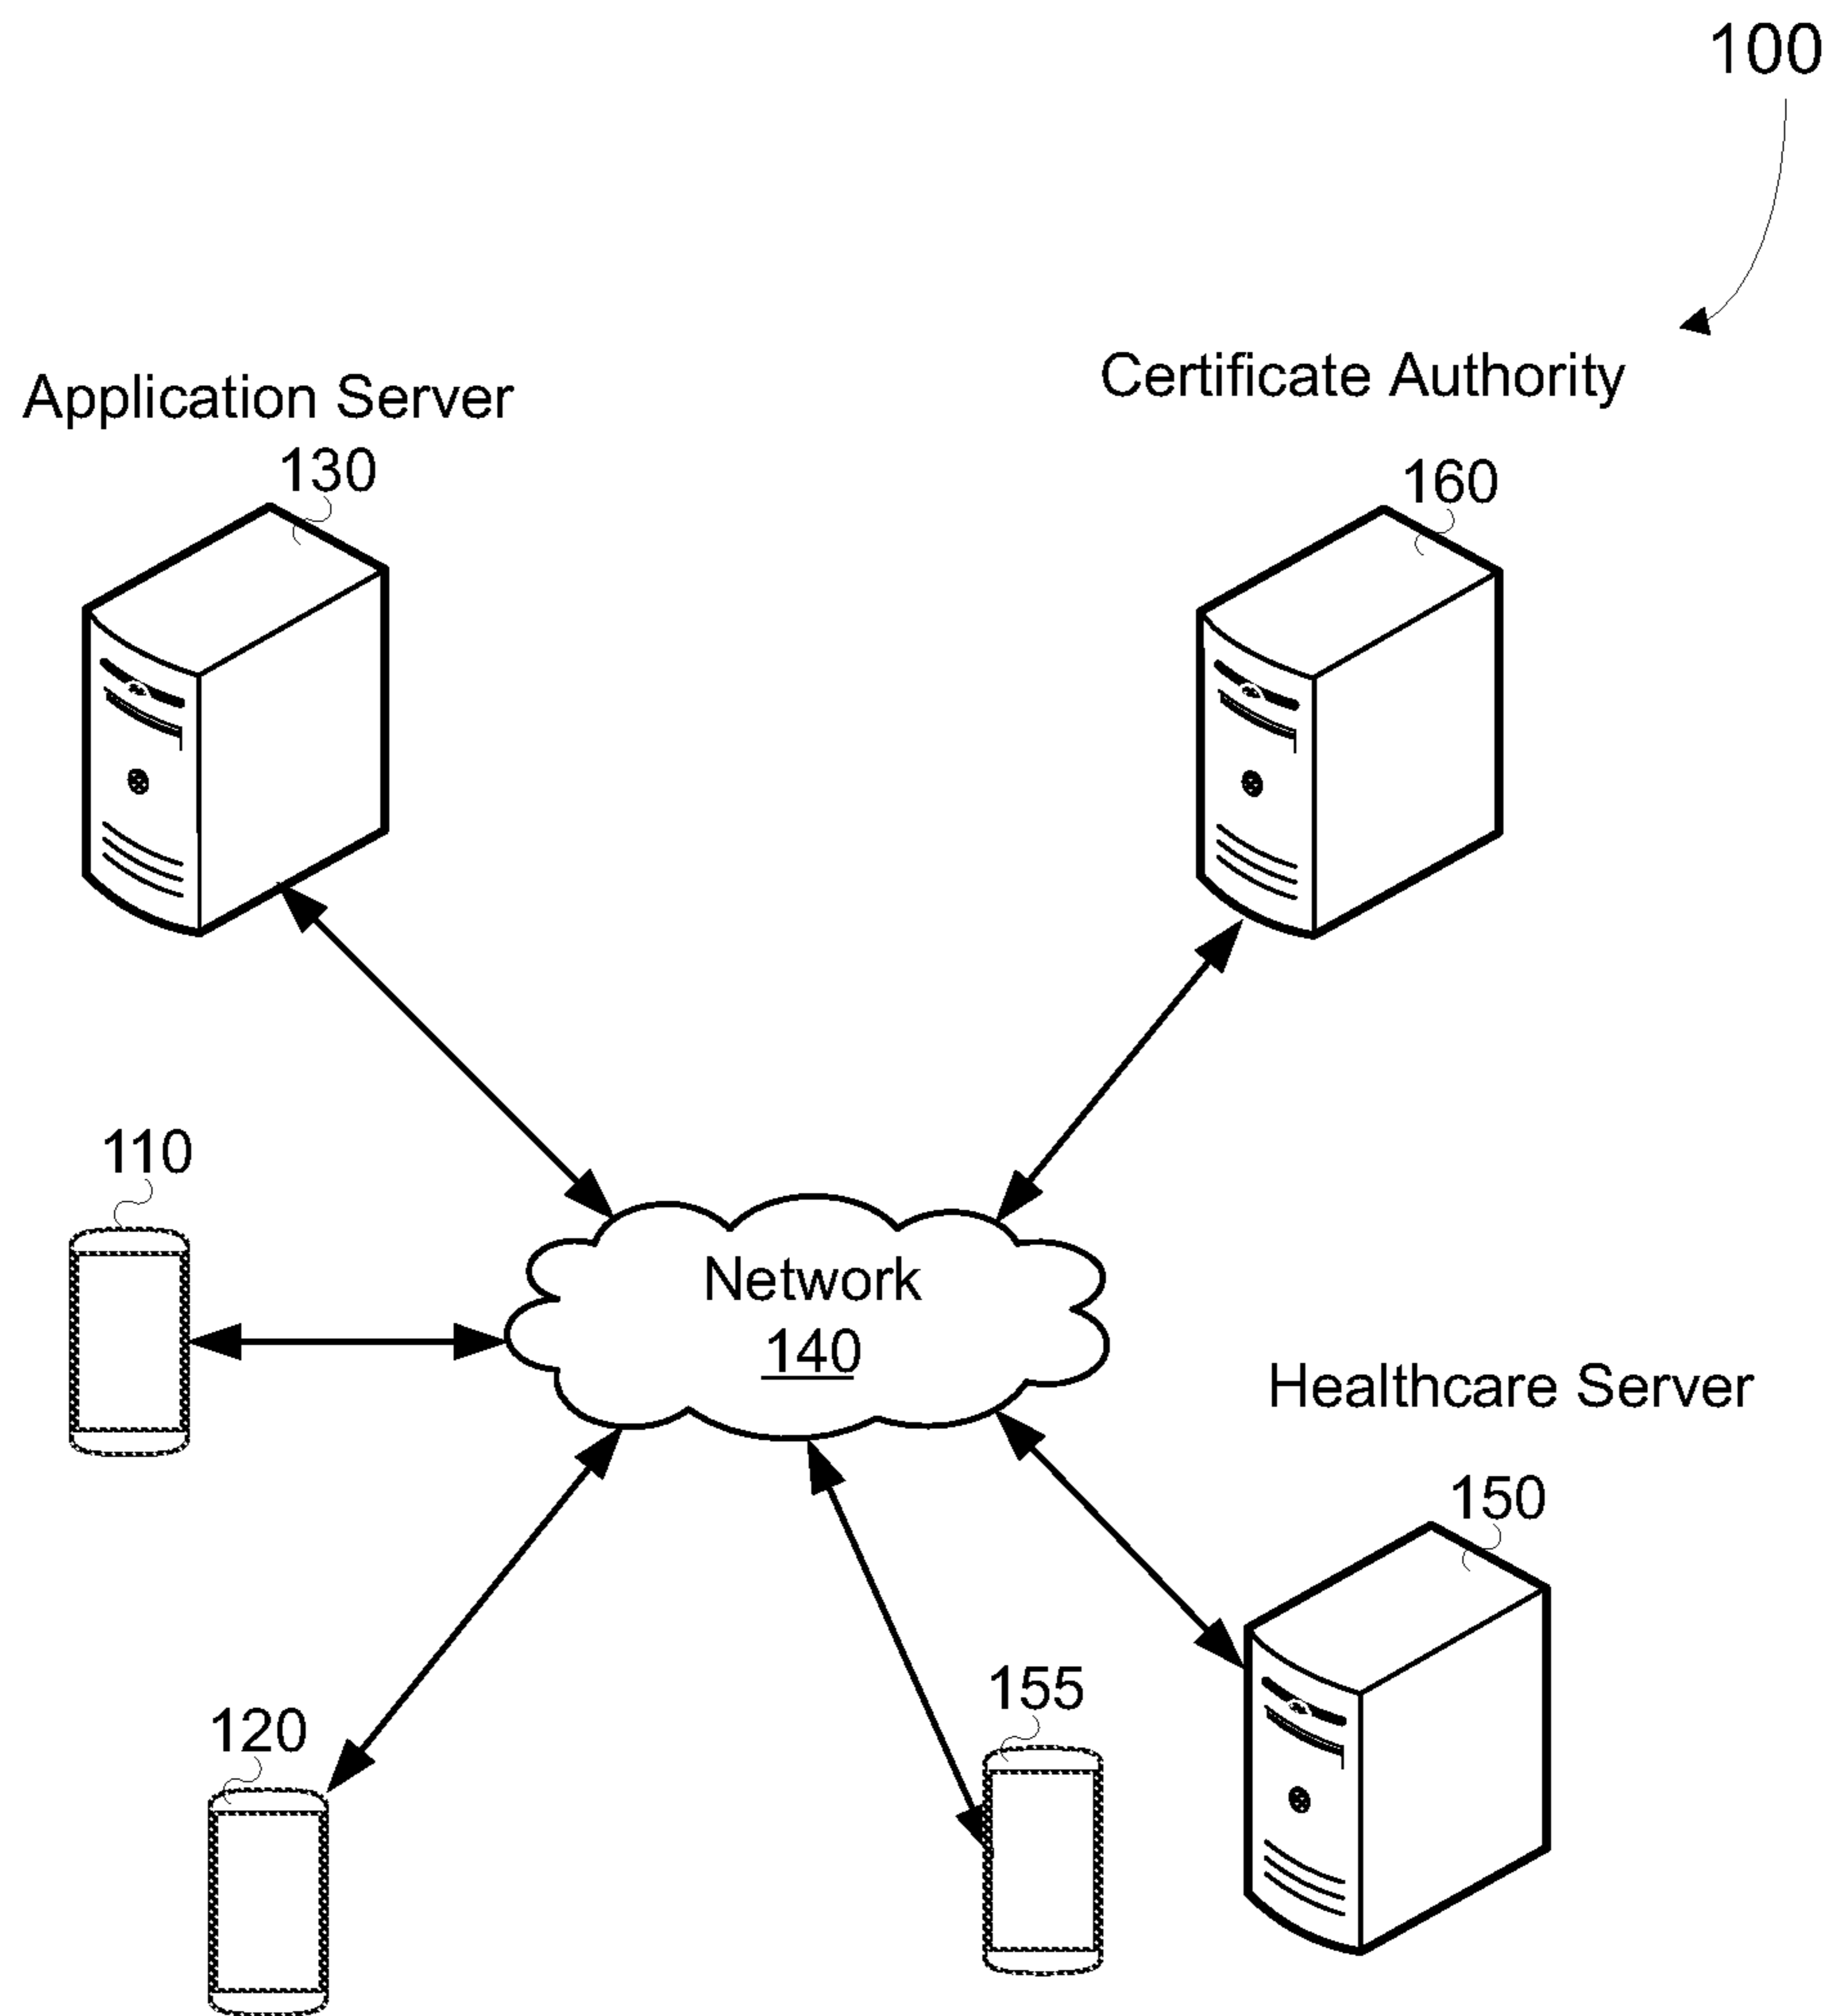 100
Application Server
130
Certificate Authority
160
110
Network
140
Healthcare Server
150
155
120